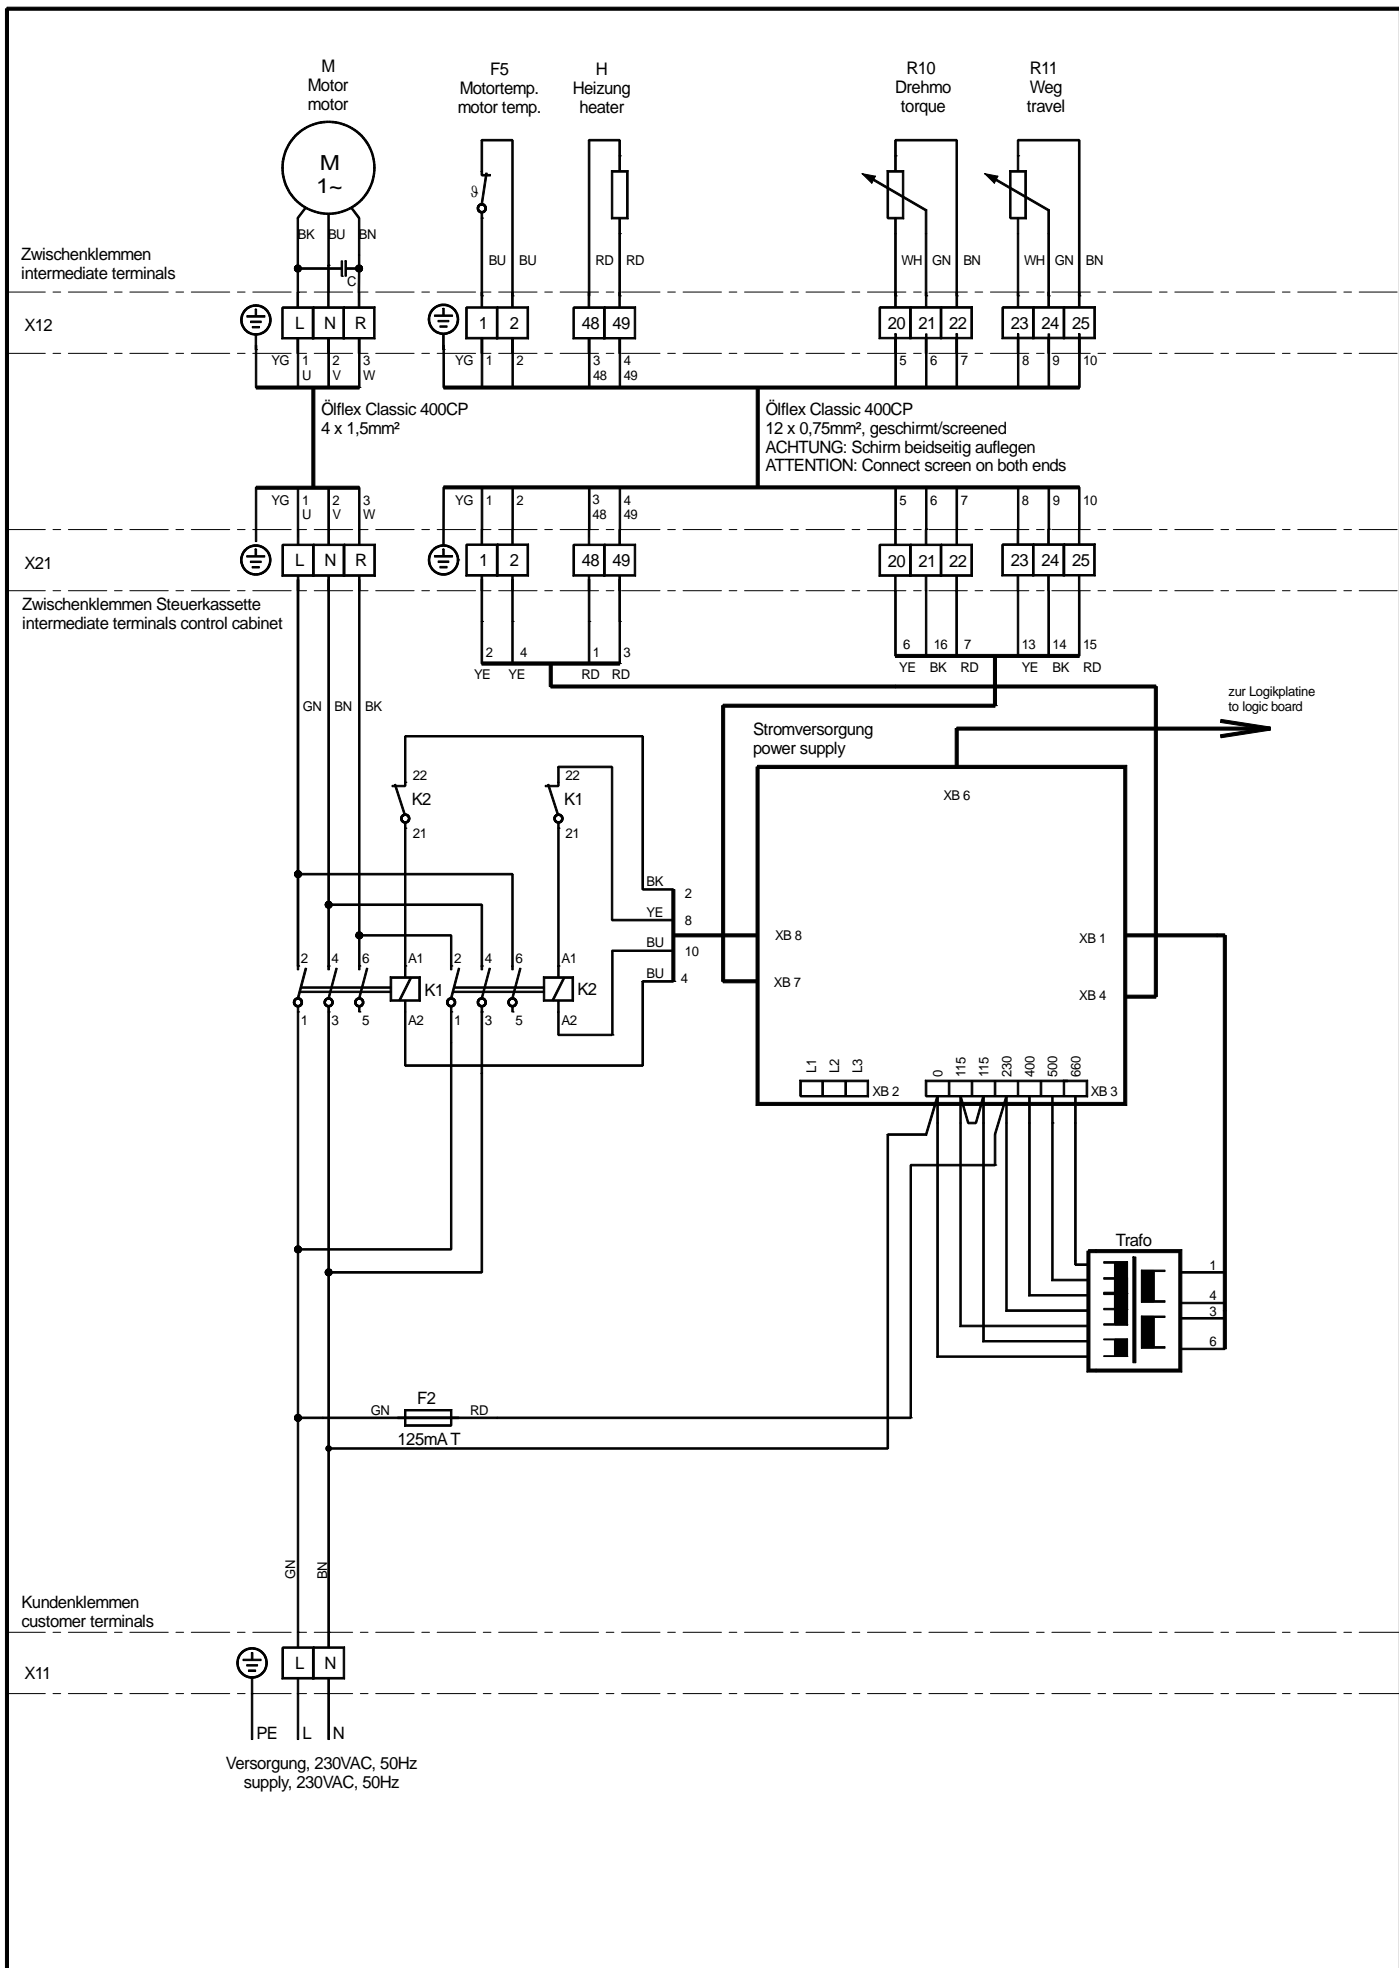 M
Motor
motor
F5
Motortemp.
motor temp.
H
Heizung
heater
R10
Drehmo
torque
R11
Weg
travel
M
1~
ϑ
BK BU BN
C
BU BU
RD RD
WH GN BN
WH GN BN
Zwischenklemmen
intermediate terminals
X12
L N R
1 2
48 49
20 21 22
23 24 25
YG 1 2 3
U V W
YG 1 2 3 4
48 49
5 6 7 8 9 10
Ölflex Classic 400CP
4 x 1,5mm²
Ölflex Classic 400CP
12 x 0,75mm², geschirmt/screened
ACHTUNG: Schirm beidseitig auflegen
ATTENTION: Connect screen on both ends
YG 1 2 3
U V W
YG 1 2 3 4
48 49
5 6 7 8 9 10
X21
L N R
1 2
48 49
20 21 22
23 24 25
Zwischenklemmen Steuerkassette
intermediate terminals control cabinet
2 4 1 3
YE YE RD RD
6 16 7 13 14 15
YE BK RD YE BK RD
GN BN BK
zur Logikplatine
to logic board
Stromversorgung
power supply
22
K2
21
22
K1
21
XB 6
BK 2
YE 8
BU 10
BU 4
XB 8
XB 7
XB 1
XB 4
2 4 6 A1
K1
1 3 5 A2
2 4 6 A1
K2
1 3 5 A2
L1 L2 L3
XB 2
0 115 115 230 400 500 660
XB 3
Trafo
1
4
3
6
GN F2 RD
125mA T
GN BN
Kundenklemmen
customer terminals
X11
L N
PE L N
Versorgung, 230VAC, 50Hz
supply, 230VAC, 50Hz